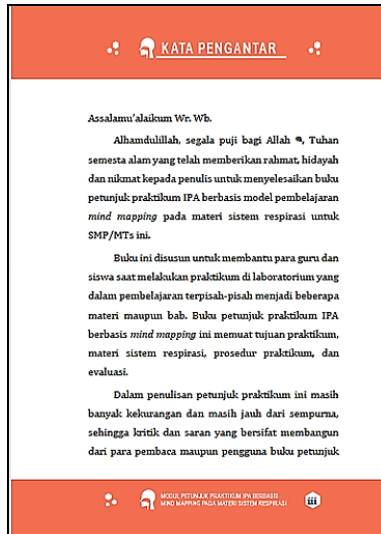 KATA PENGANTAR
Assalamu'alaikum Wr. Wb.
Alhamdulillah, segala puji bagi Allah , Tuhan
semesta alam yang telah memberikan rahmat, hidayah
dan nikmat kepada penulis untuk menyelesaikan buku
petunjuk praktikum IPA berbasis model pembelajaran
mind mapping pada materi sistem respirasi untuk
SMP/MTs ini.
Buku ini disusun untuk membantu para guru dan
siswa saat melakukan praktikum di laboratorium yang
dalam pembelajaran terpisah-pisah menjadi beberapa
materi maupun bab. Buku petunjuk praktikum IPA
berbasis mind mapping ini memuat tujuan praktikum,
materi sistem respirasi, prosedur praktikum, dan
evaluasi.
Dalam penulisan petunjuk praktikum ini masih
banyak kekurangan dan masih jauh dari sempurna,
sehingga kritik dan saran yang bersifat membangun
dari para pembaca maupun pengguna buku petunjuk
MODUL PETUNJUK PRAKTIKUM IPA BERBASIS
MIND MAPPING PADA MATERI SISTEM RESPIRASI
iii